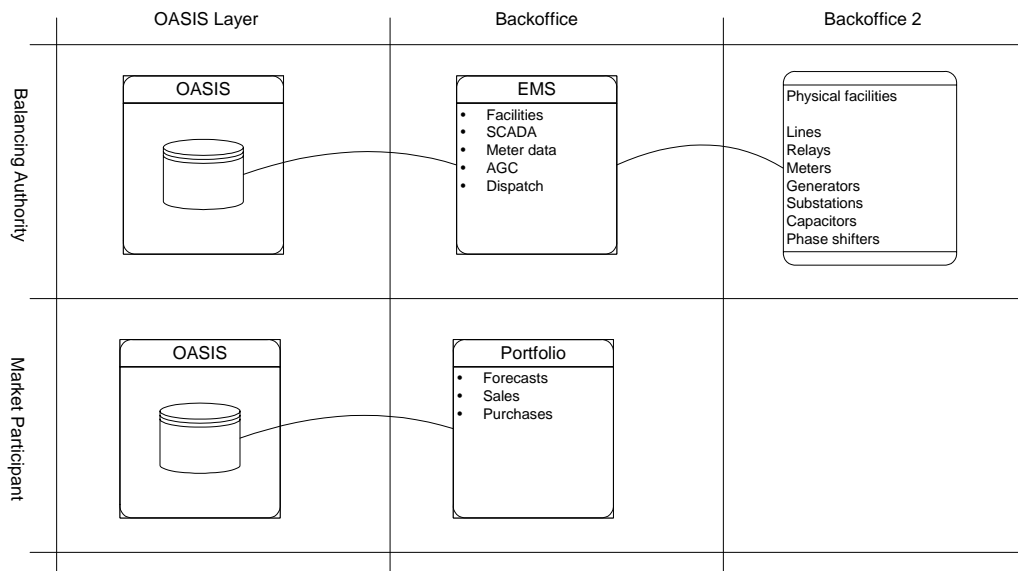 OASIS Layer
Backoffice
Backoffice 2
Balancing Authority
OASIS
EMS
• Facilities
• SCADA
• Meter data
• AGC
• Dispatch
Physical facilities
Lines
Relays
Meters
Generators
Substations
Capacitors
Phase shifters
Market Participant
OASIS
Portfolio
• Forecasts
• Sales
• Purchases